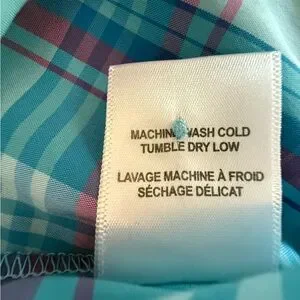 MACHINE WASH COLD
TUMBLE DRY LOW
LAVAGE MACHINE À FROID
SÉCHAGE DÉLICAT